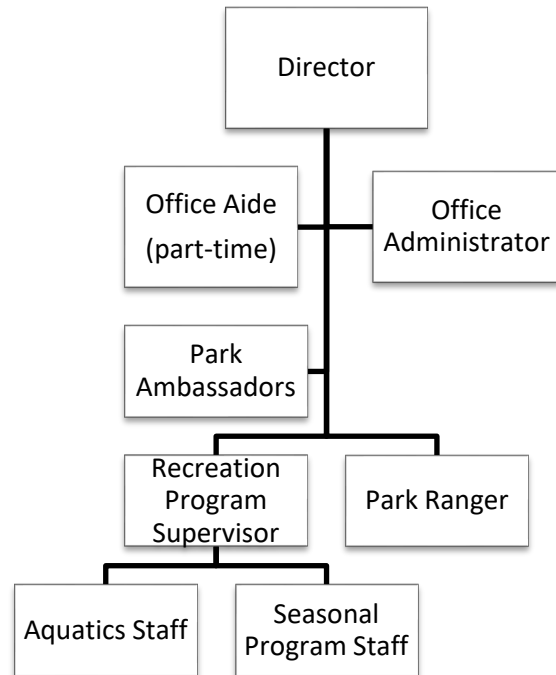 Director
Office Aide
(part-time)
Office
Administrator
Park
Ambassadors
Recreation
Program
Supervisor
Park Ranger
Aquatics Staff
Seasonal
Program Staff